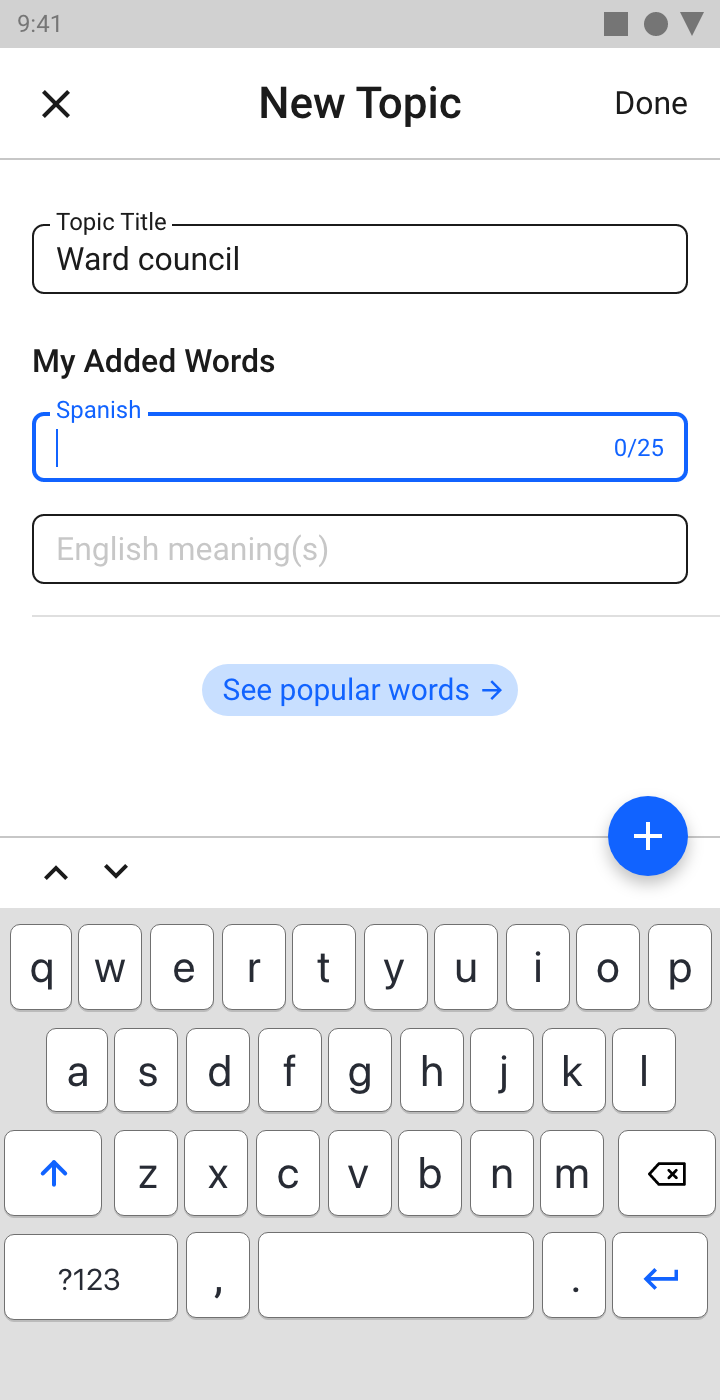 9:41
New Topic
Done
Topic Title
Ward council
My Added Words
Spanish
0/25
English meaning(s)
See popular words →
q w e r t y u i o p
a s d f g h j k l
z x c v b n m
?123 , .